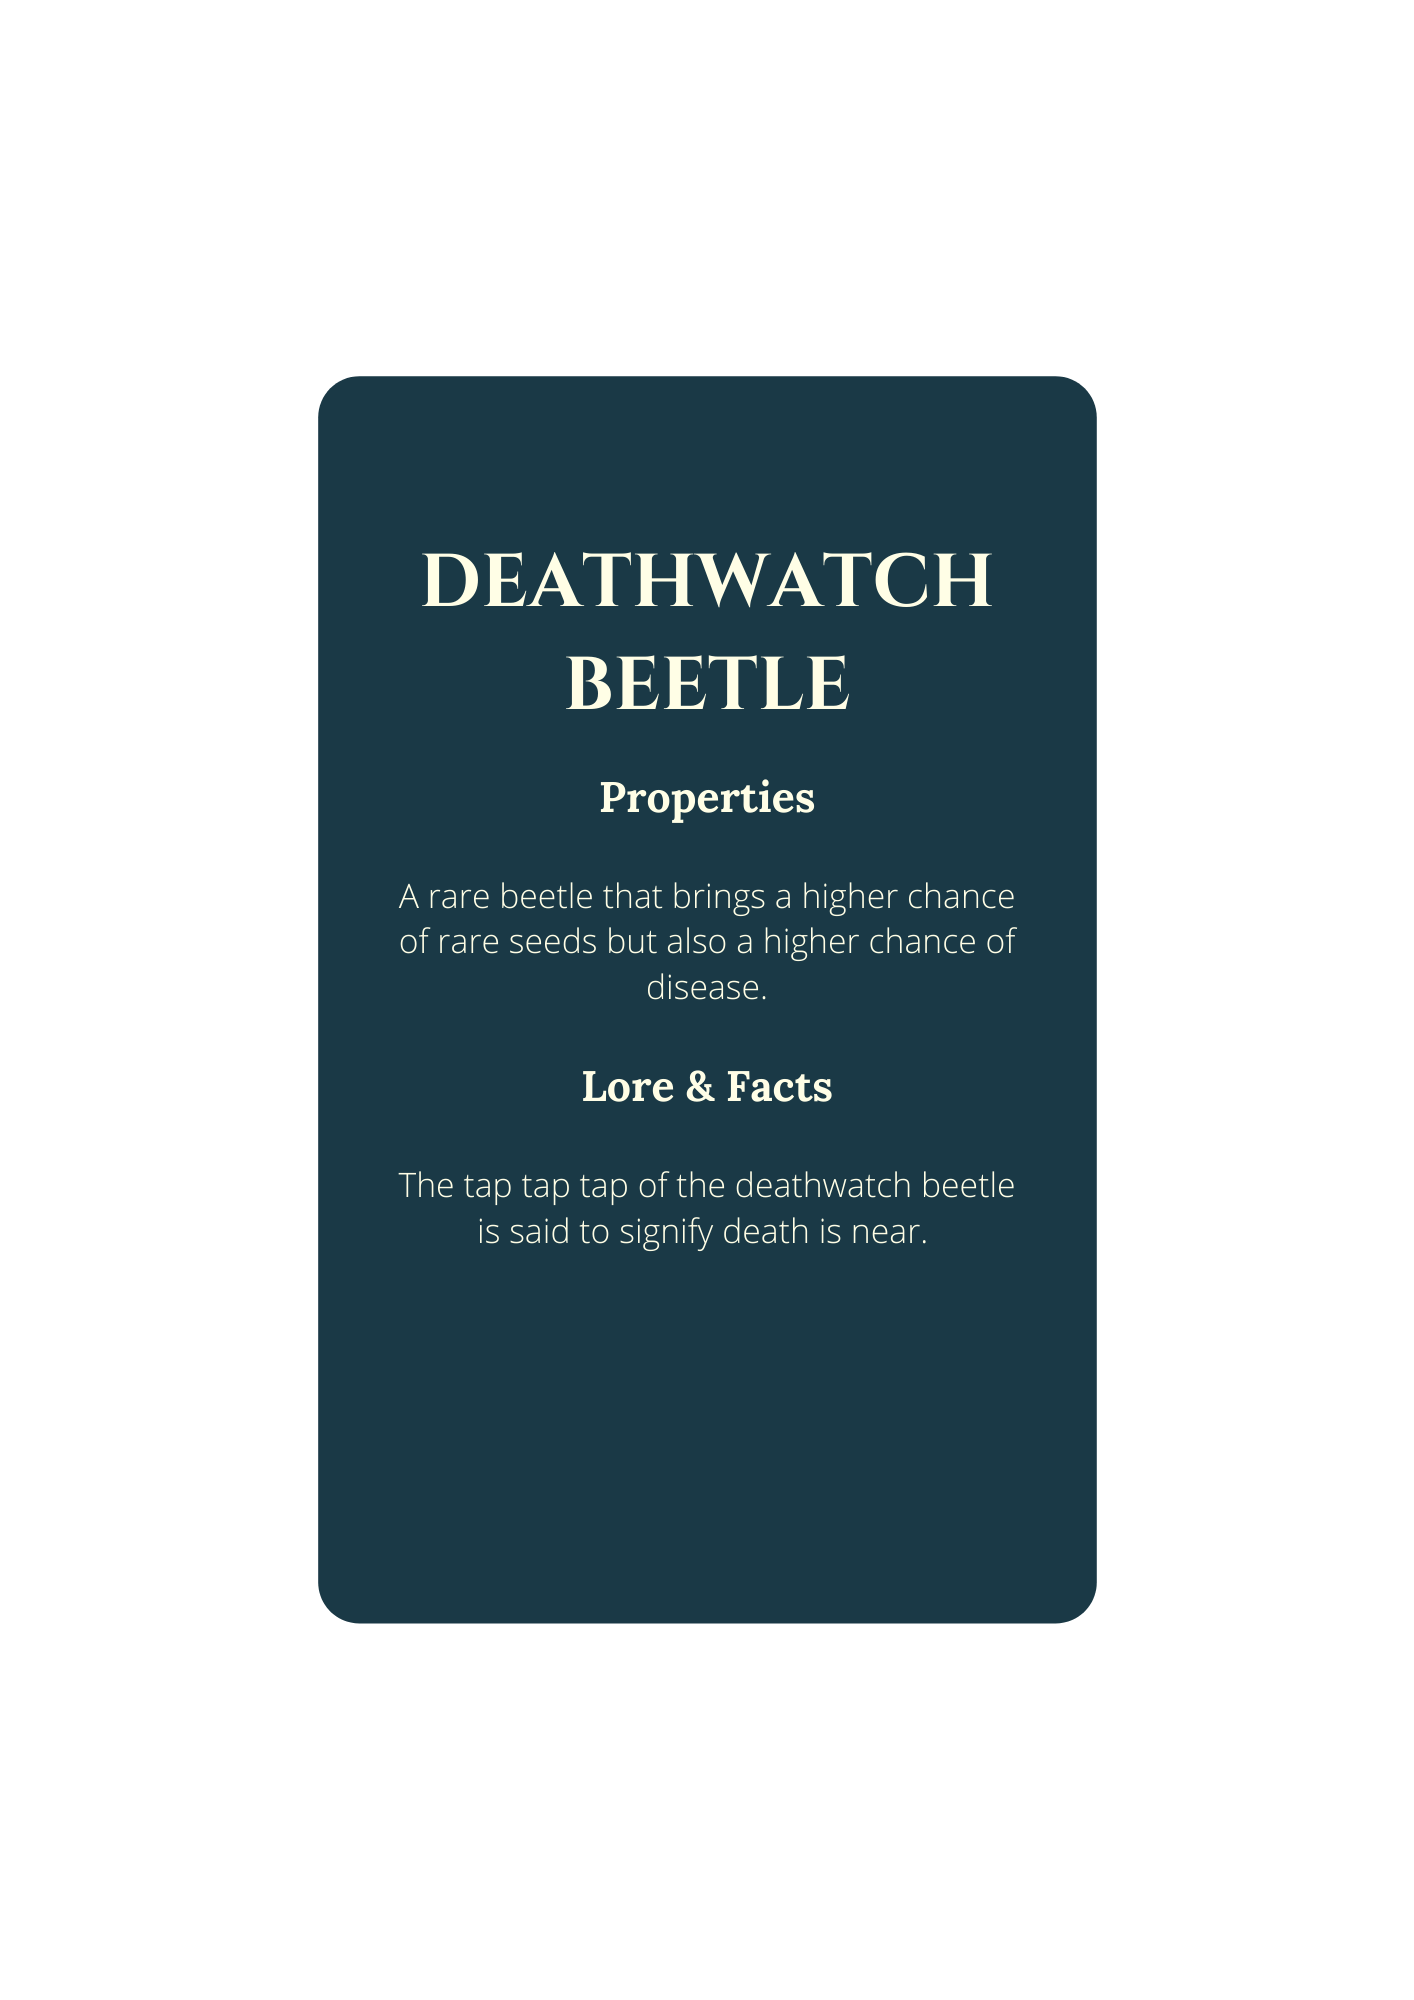 DEATHWATCH
BEETLE
Properties
A rare beetle that brings a higher chance
of rare seeds but also a higher chance of
disease.
Lore & Facts
The tap tap tap of the deathwatch beetle
is said to signify death is near.